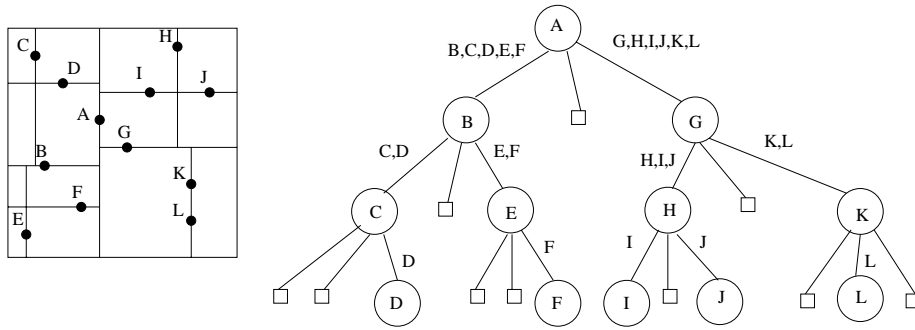 C
H
D
I
J
A
G
B
K
F
L
E
A
B,C,D,E,F
G,H,I,J,K,L
B
G
C,D
E,F
H,I,J
K,L
C
E
H
K
D
F
I
J
L
D
F
I
J
L